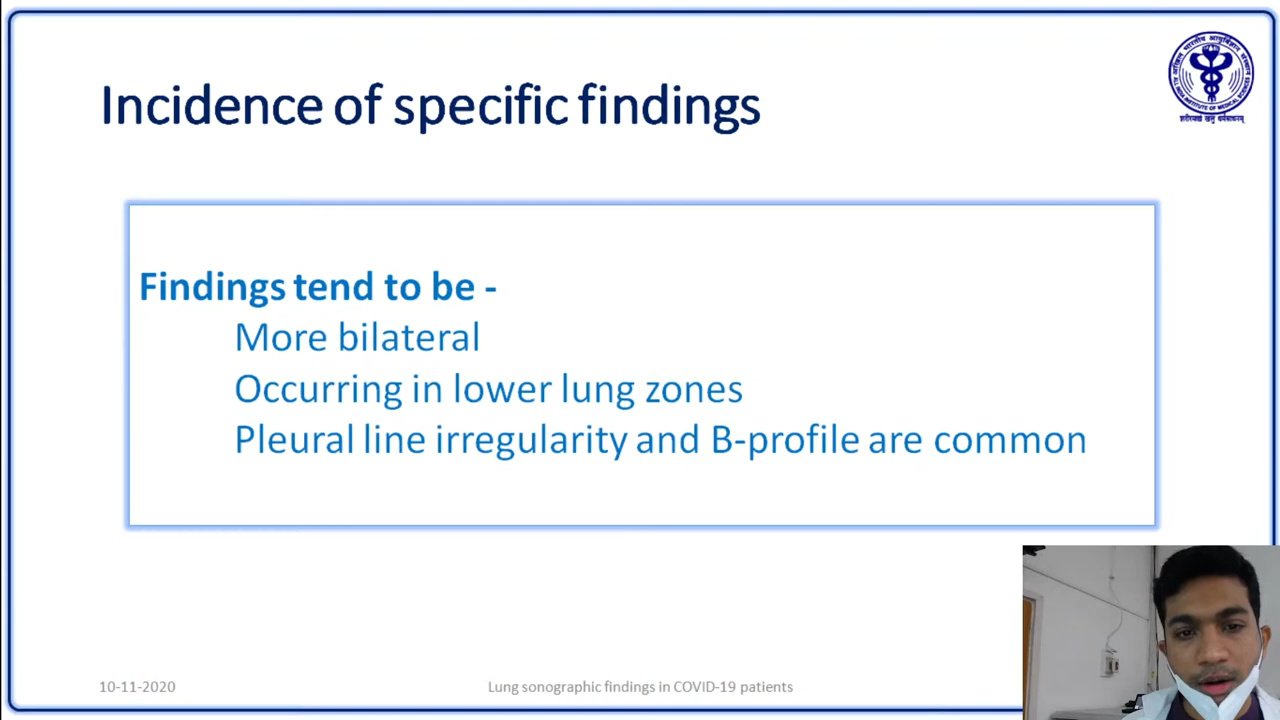 Incidence of specific findings
Findings tend to be -
More bilateral
Occurring in lower lung zones
Pleural line irregularity and B-profile are common
10-11-2020
Lung sonographic findings in COVID-19 patients